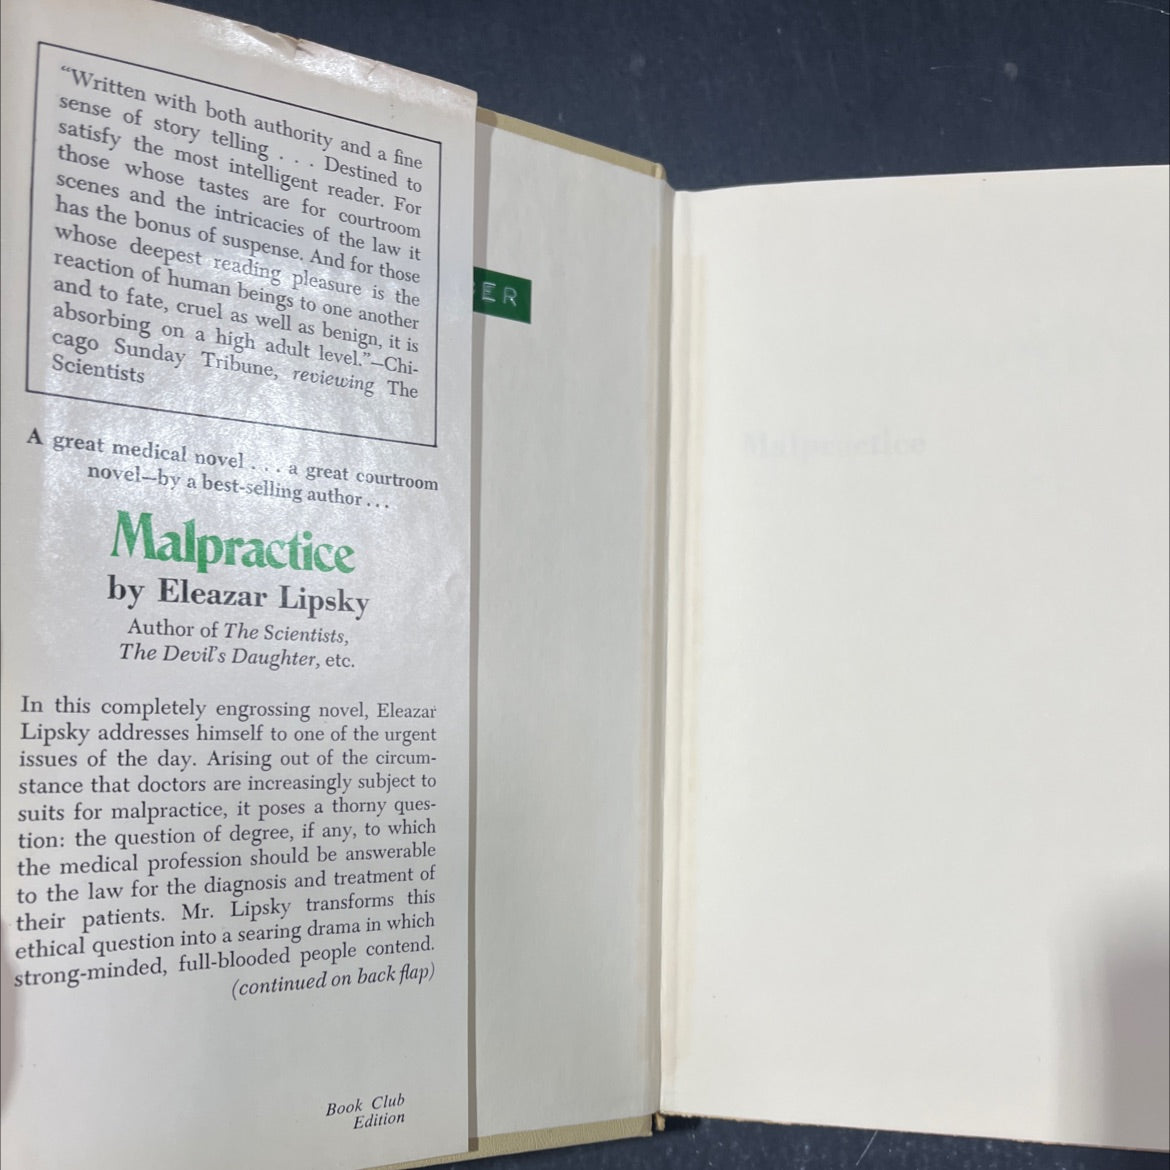 “Written with both authority and a fine
sense of story telling . . . Destined to
satisfy the most intelligent reader. For
those whose tastes are for courtroom
scenes and the intricacies of the law it
has the bonus of suspense. And for those
whose deepest reading pleasure is the
reaction of human beings to one another
and to fate, cruel as well as benign, it is
absorbing on a high adult level.”—Chi-
cago Sunday Tribune, reviewing The
Scientists
A great medical novel . . . a great courtroom
novel—by a best-selling author . . .
Malpractice
by Eleazar Lipsky
Author of The Scientists,
The Devil's Daughter, etc.
In this completely engrossing novel, Eleazar
Lipsky addresses himself to one of the urgent
issues of the day. Arising out of the circum-
stance that doctors are increasingly subject to
suits for malpractice, it poses a thorny ques-
tion: the question of degree, if any, to which
the medical profession should be answerable
to the law for the diagnosis and treatment of
their patients. Mr. Lipsky transforms this
ethical question into a searing drama in which
strong-minded, full-blooded people contend.
(continued on back flap)
Book Club
Edition
ER
Malpractice